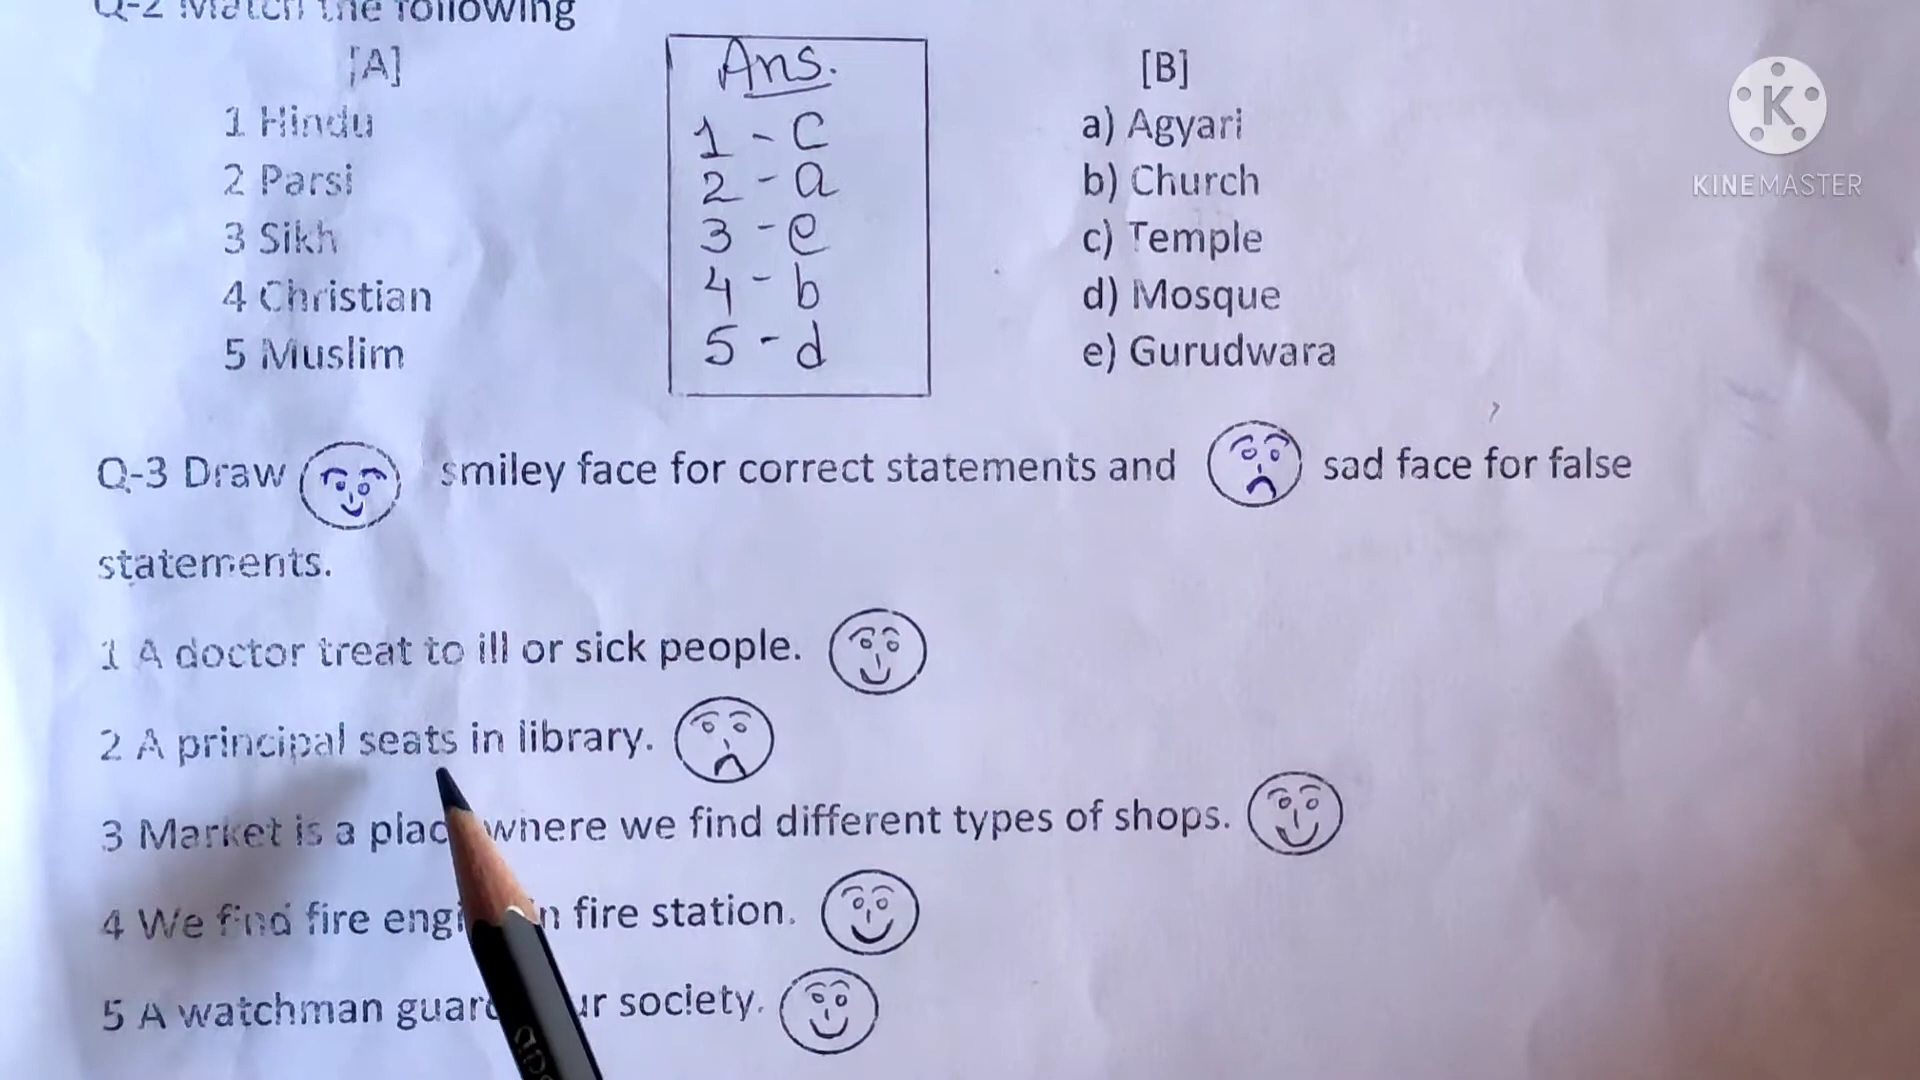 Q-2 Match the following
[A] Ans. [B]
1 Hindu 1 - c a) Agyari
2 Parsi 2 - a b) Church
3 Sikh 3 - e c) Temple
4 Christian 4 - b d) Mosque
5 Muslim 5 - d e) Gurudwara
Q-3 Draw smiley face for correct statements and sad face for false
statements.
1 A doctor treat to ill or sick people.
2 A principal seats in library.
3 Market is a plac where we find different types of shops.
4 We find fire engi in fire station.
5 A watchman guard ur society.
K
KINEMASTER